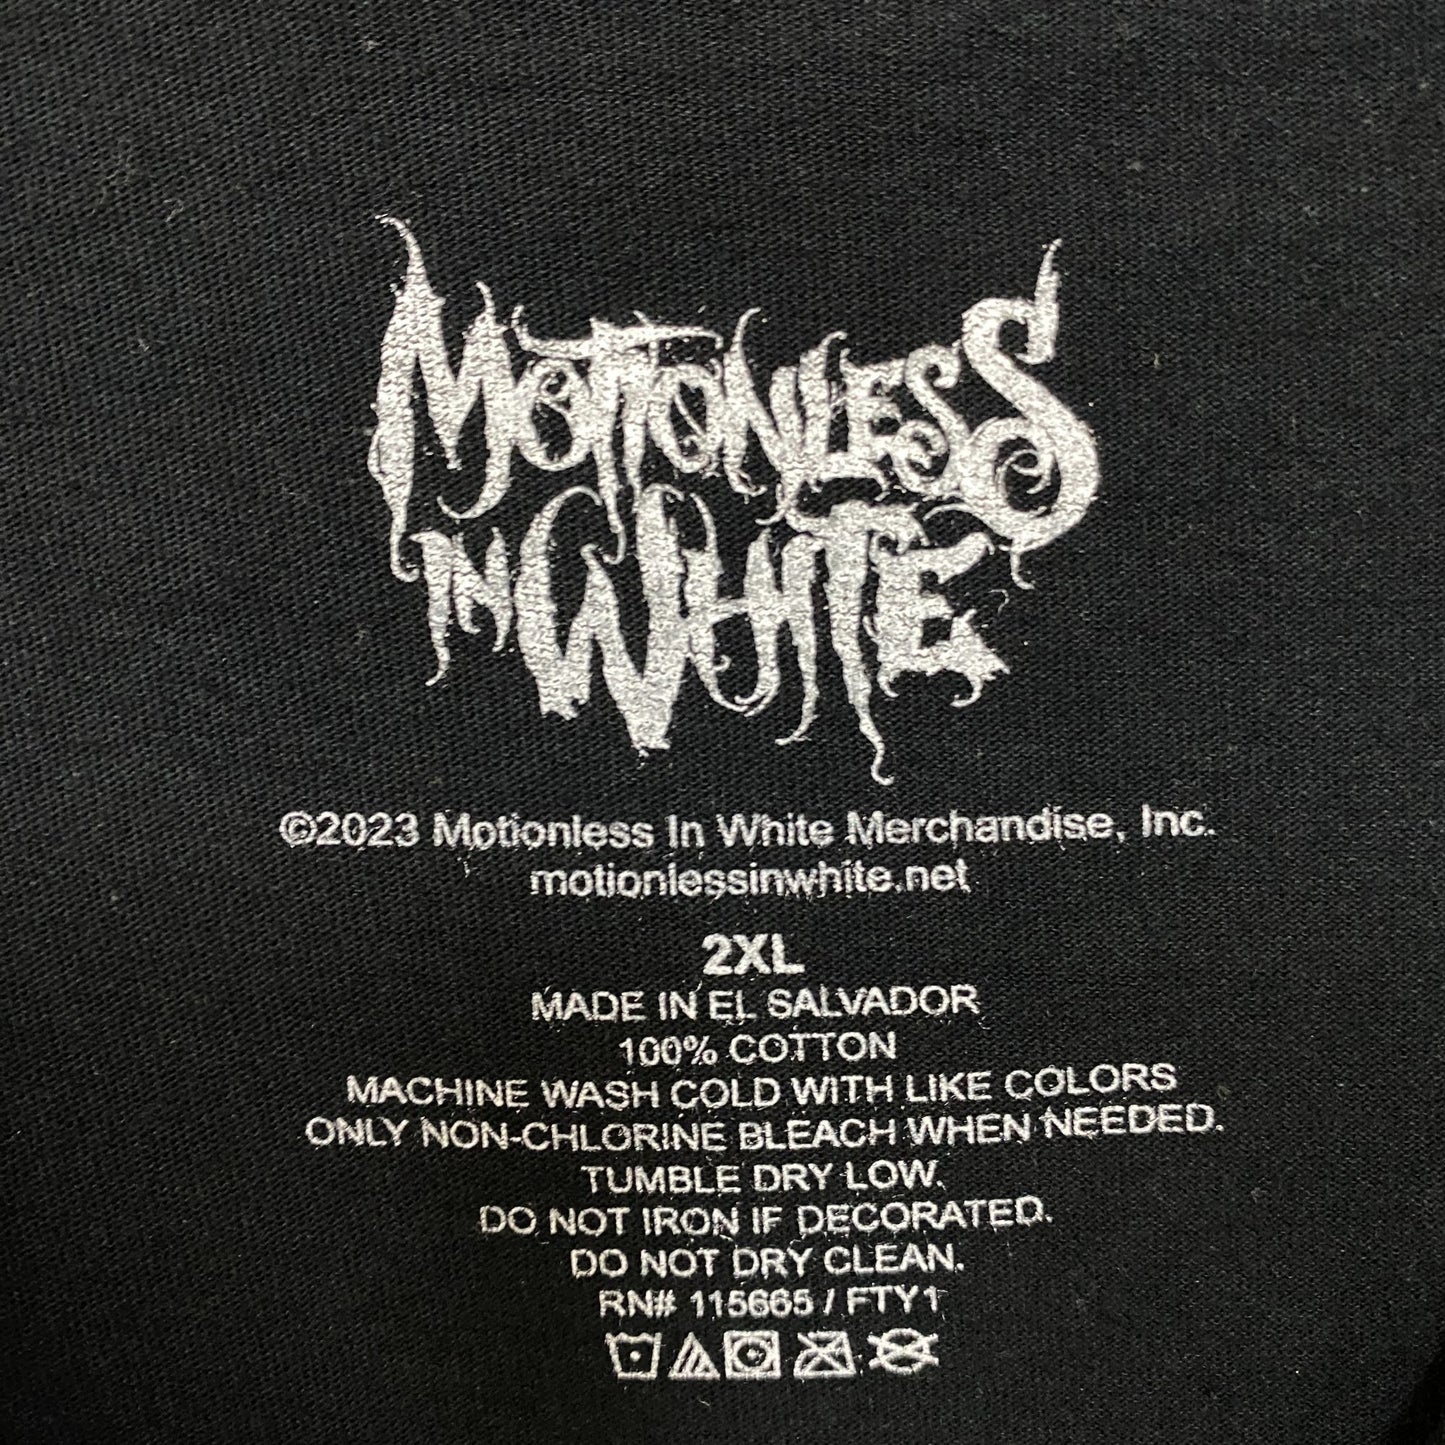 MOTIONLESS
IN WHITE
©2023 Motionless In White Merchandise, Inc.
motionlessinwhite.net
2XL
MADE IN EL SALVADOR
100% COTTON
MACHINE WASH COLD WITH LIKE COLORS
ONLY NON-CHLORINE BLEACH WHEN NEEDED.
TUMBLE DRY LOW.
DO NOT IRON IF DECORATED.
DO NOT DRY CLEAN.
RN# 115665 / FTY1